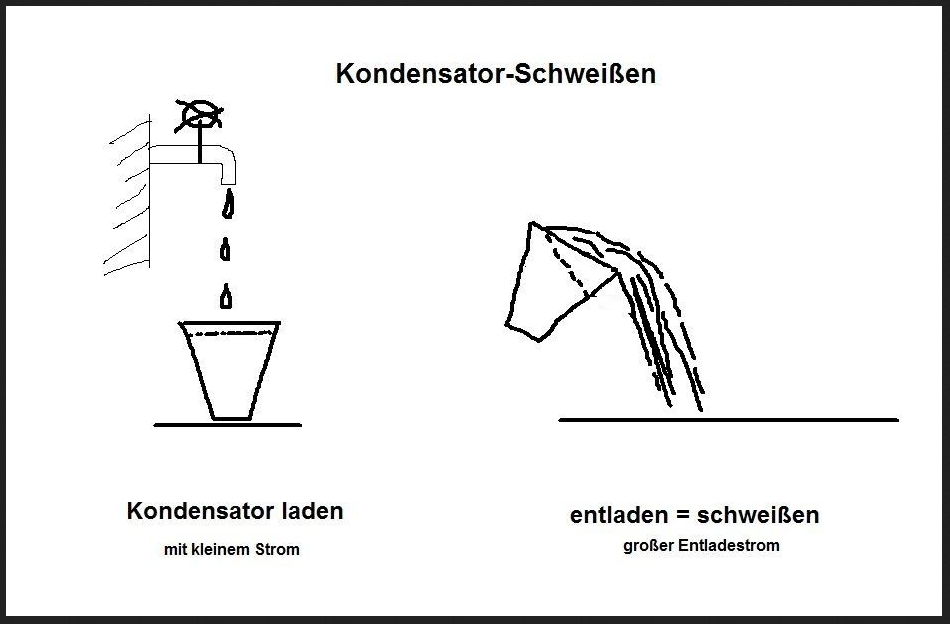 Kondensator-Schweißen
Kondensator laden
mit kleinem Strom
entladen = schweißen
großer Entladestrom